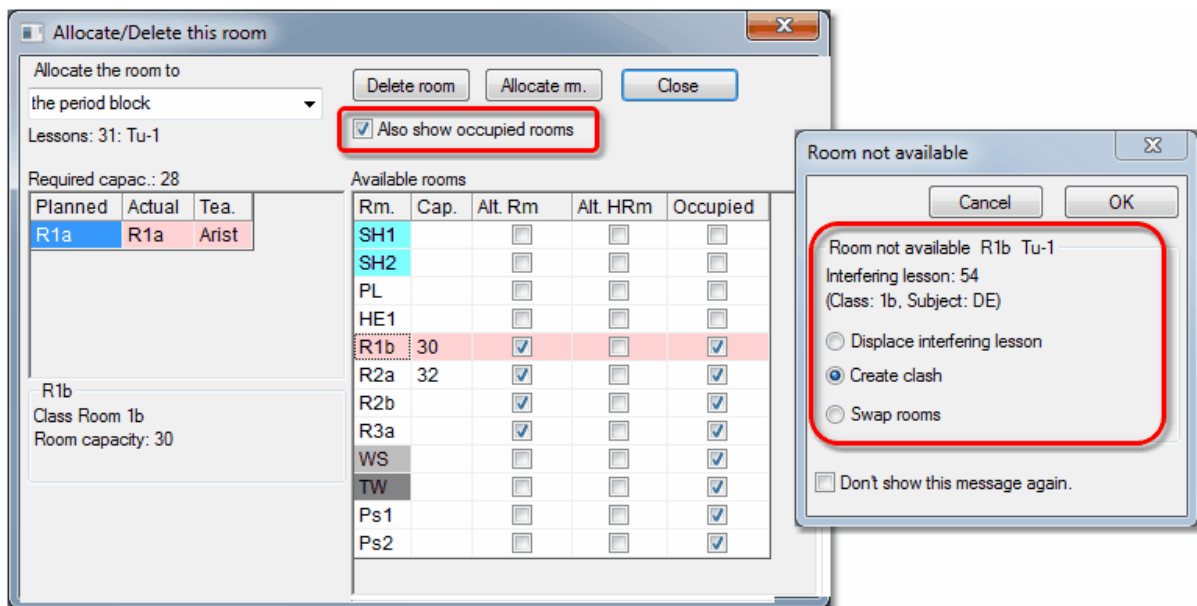 Allocate/Delete this room
Allocate the room to
the period block
Lessons: 31: Tu-1
Delete room
Allocate rm.
Close
Also show occupied rooms
Required capac.: 28
Planned Actual Tea.
R1a R1a Arist
R1b
Class Room 1b
Room capacity: 30
Available rooms
Rm. Cap. Alt. Rm Alt. HRm Occupied
SH1
SH2
PL
HE1
R1b 30
R2a 32
R2b
R3a
WS
TW
Ps1
Ps2
Room not available
Cancel
OK
Room not available R1b Tu-1
Interfering lesson: 54
(Class: 1b, Subject: DE)
Displace interfering lesson
Create clash
Swap rooms
Don't show this message again.